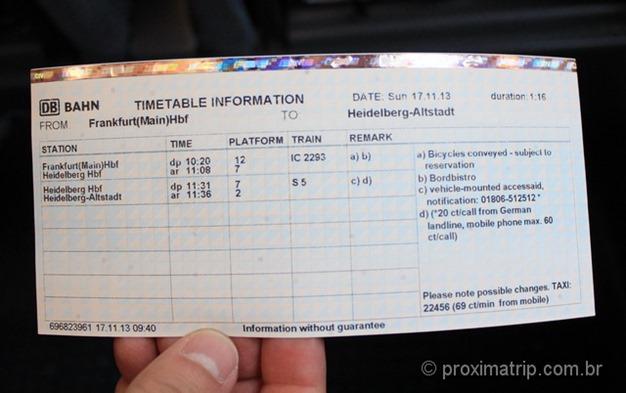 DB BAHN TIMETABLE INFORMATION DATE: Sun 17.11.13 duration: 1:16
FROM Frankfurt(Main)Hbf TO Heidelberg-Altstadt
STATION TIME PLATFORM TRAIN REMARK
Frankfurt(Main)Hbf dp 10:20 12 IC 2293 a) b)
Heidelberg Hbf ar 11:08 7
Heidelberg Hbf dp 11:31 7 S 5 c) d)
Heidelberg-Altstadt ar 11:36 2
a) Bicycles conveyed - subject to
reservation
b) Bordbistro
c) vehicle-mounted accessaid,
notification: 01806-512512 *
d) (*20 ct/call from German
landline, mobile phone max. 60
ct/call)
Please note possible changes. TAXI:
22456 (69 ct/min from mobile)
696823961 17.11.13 09:40 Information without guarantee
© proximatrip.com.br